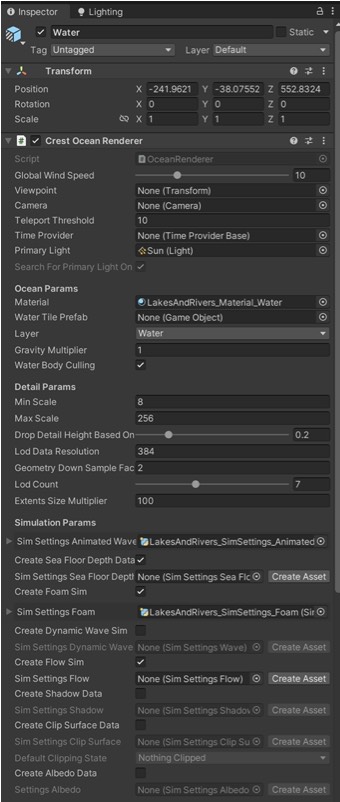 Inspector Lighting
Water Static
Tag Untagged Layer Default
Transform
Position X -241.9621 Y -38.07552 Z 552.8324
Rotation X 0 Y 0 Z 0
Scale X 1 Y 1 Z 1
Crest Ocean Renderer
Script OceanRenderer
Global Wind Speed 10
Viewpoint None (Transform)
Camera None (Camera)
Teleport Threshold 10
Time Provider None (Time Provider Base)
Primary Light Sun (Light)
Search For Primary Light On
Ocean Params
Material LakesAndRivers_Material_Water
Water Tile Prefab None (Game Object)
Layer Water
Gravity Multiplier 1
Water Body Culling
Detail Params
Min Scale 8
Max Scale 256
Drop Detail Height Based On 0.2
Lod Data Resolution 384
Geometry Down Sample Fac 2
Lod Count 7
Extents Size Multiplier 100
Simulation Params
Sim Settings Animated Wave LakesAndRivers_SimSettings_Animated
Create Sea Floor Depth Data
Sim Settings Sea Floor Depth None (Sim Settings Sea Flo Create Asset
Create Foam Sim
Sim Settings Foam LakesAndRivers_SimSettings_Foam (Sir
Create Dynamic Wave Sim
Sim Settings Dynamic Wave None (Sim Settings Wave) Create Asset
Create Flow Sim
Sim Settings Flow None (Sim Settings Flow) Create Asset
Create Shadow Data
Sim Settings Shadow None (Sim Settings Shadov Create Asset
Create Clip Surface Data
Sim Settings Clip Surface None (Sim Settings Clip Su Create Asset
Default Clipping State Nothing Clipped
Create Albedo Data
Settings Albedo None (Sim Settings Albedo Create Asset